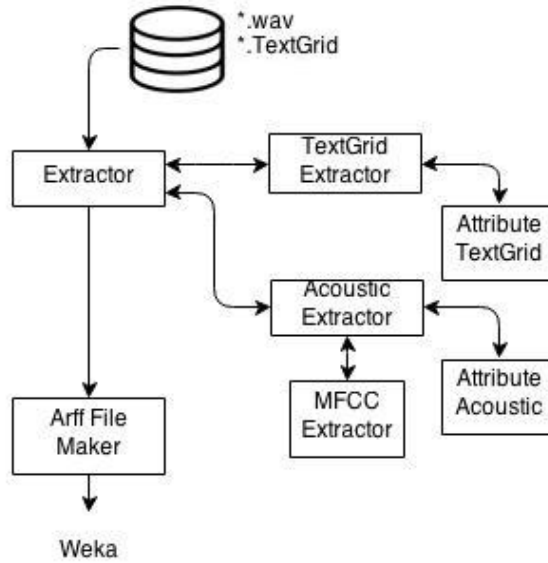 *.wav
*.TextGrid
Extractor
TextGrid
Extractor
Attribute
TextGrid
Acoustic
Extractor
MFCC
Extractor
Attribute
Acoustic
Arff File
Maker
Weka